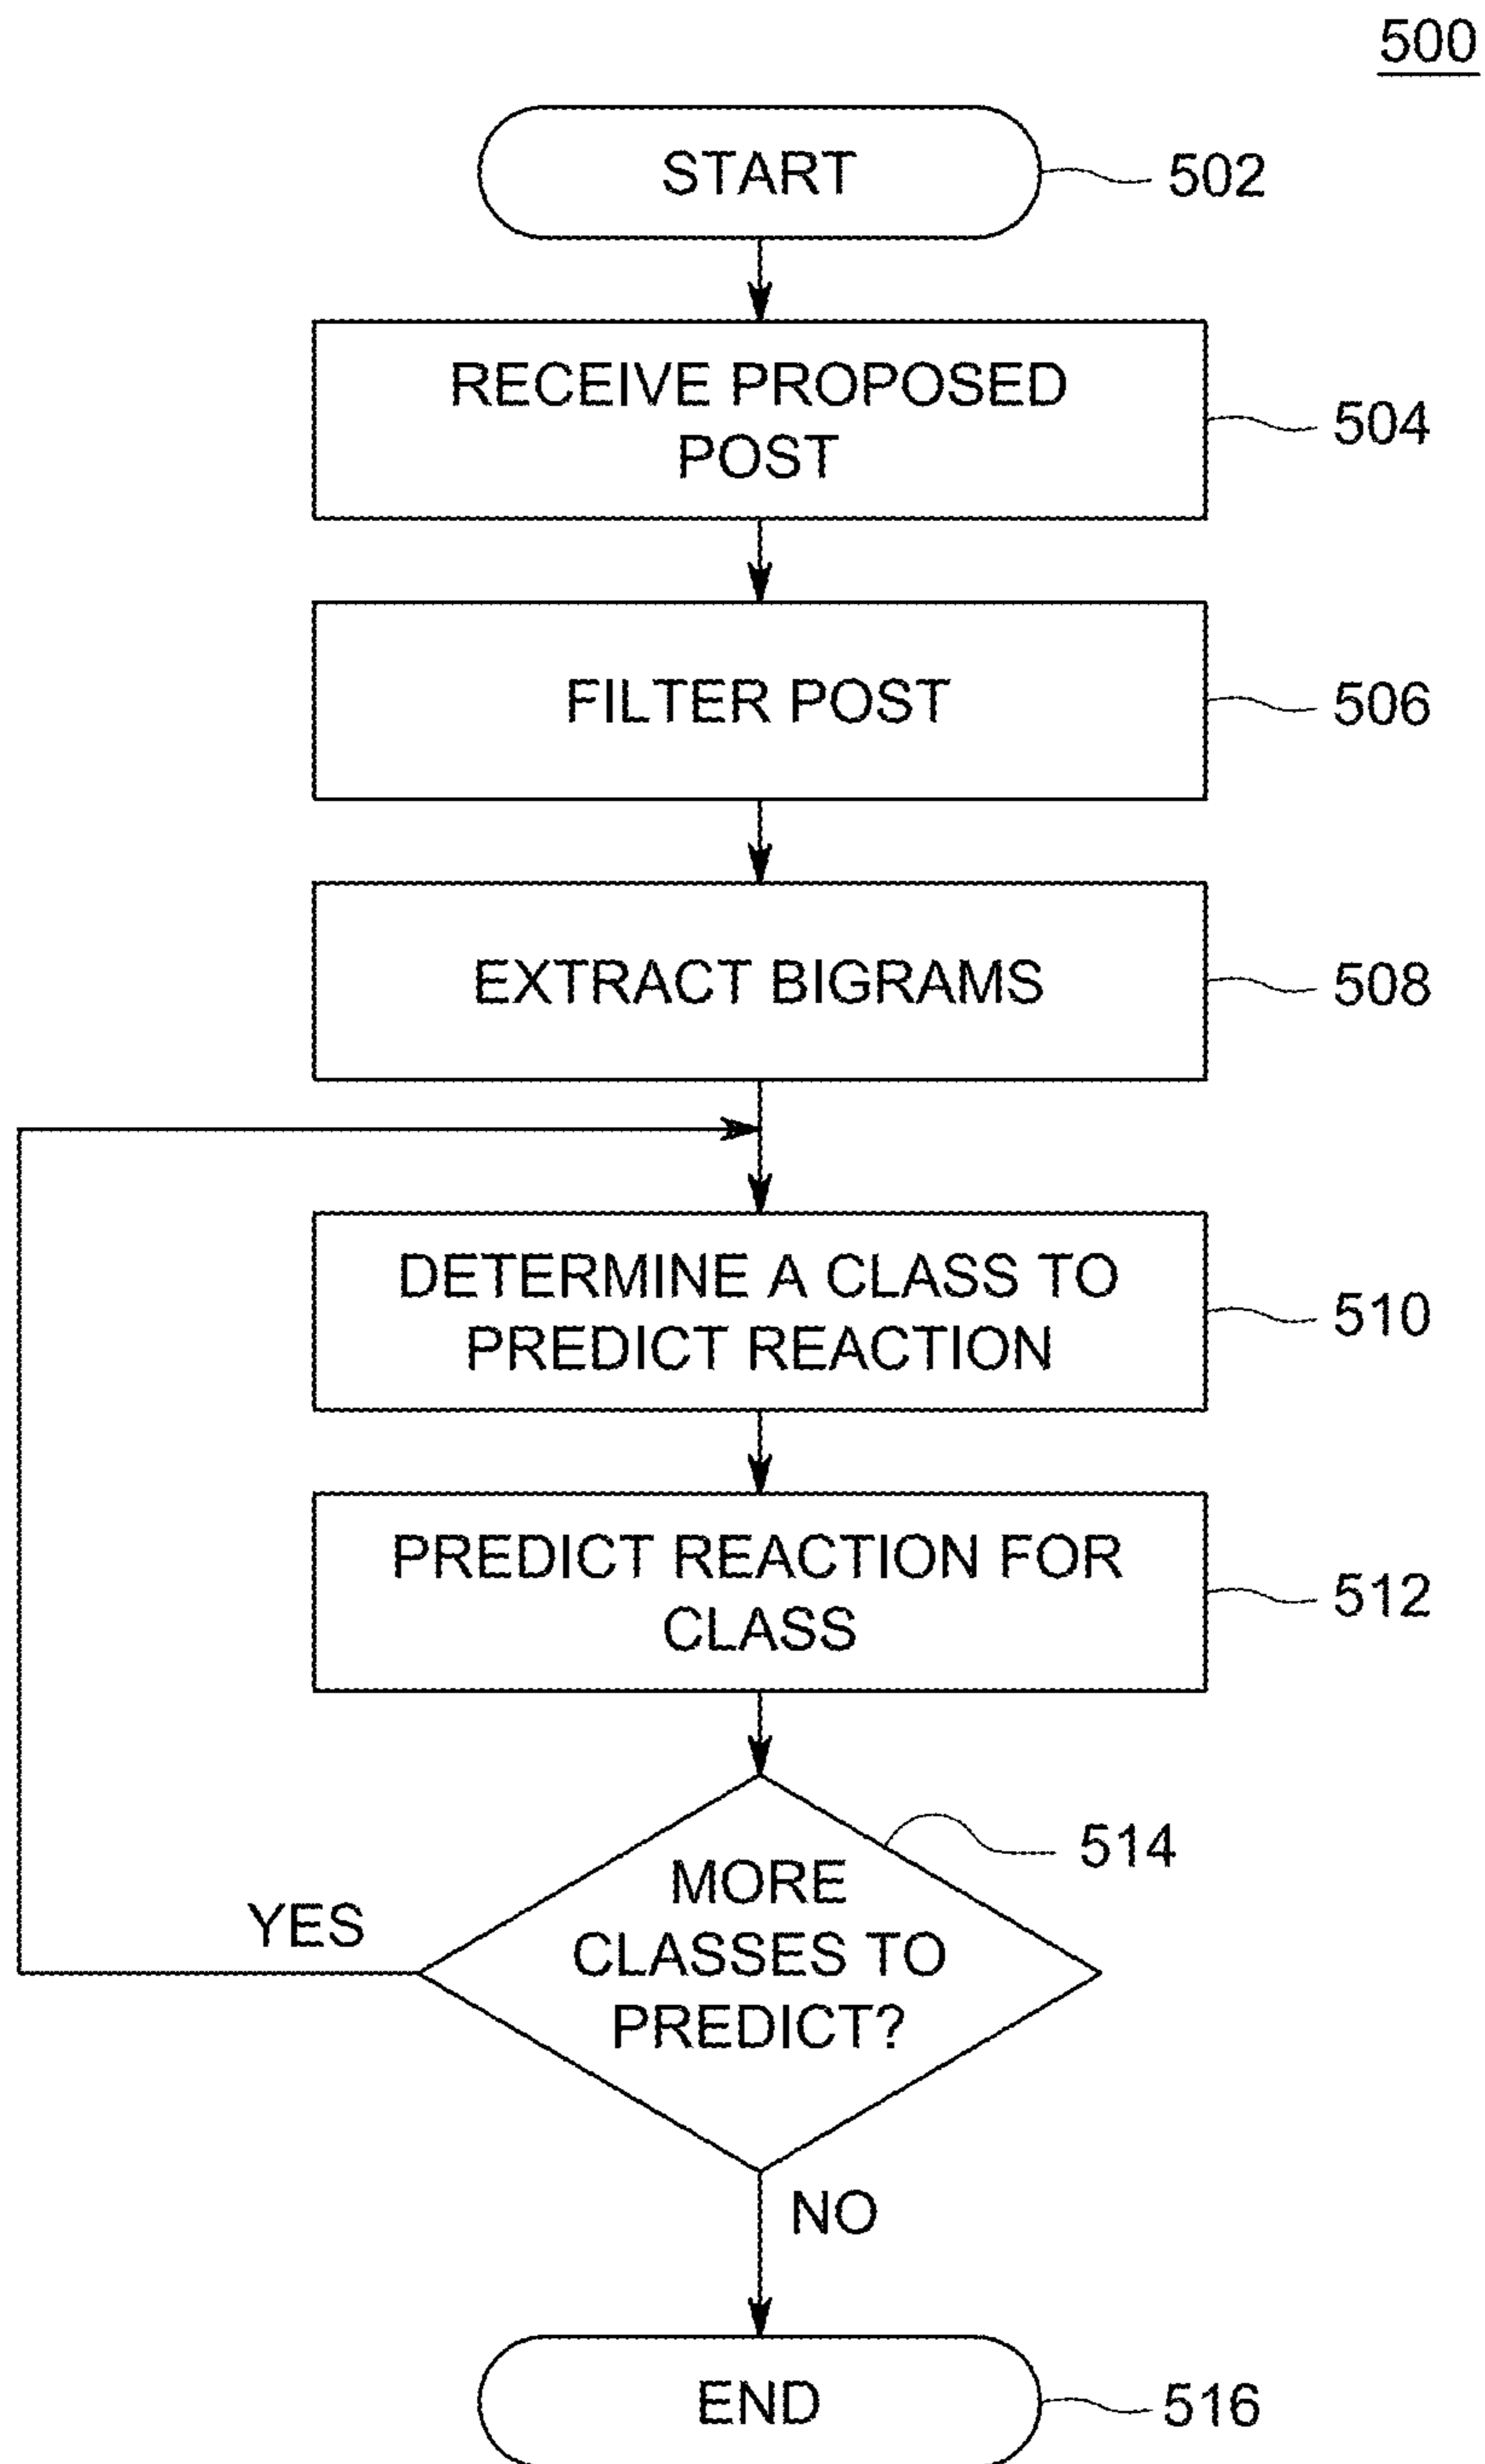 500
START
502
RECEIVE PROPOSED
POST
504
FILTER POST
506
EXTRACT BIGRAMS
508
DETERMINE A CLASS TO
PREDICT REACTION
510
PREDICT REACTION FOR
CLASS
512
MORE
CLASSES TO
PREDICT?
514
YES
NO
END
516